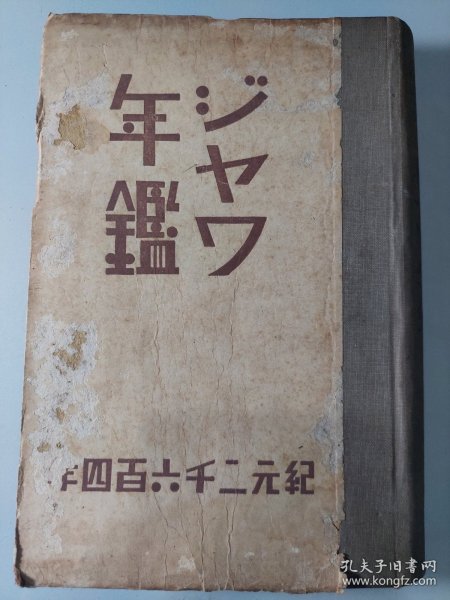 ジヤワ
年鑑
紀元二千六百四年
孔夫子旧书网
www.kongfz.com